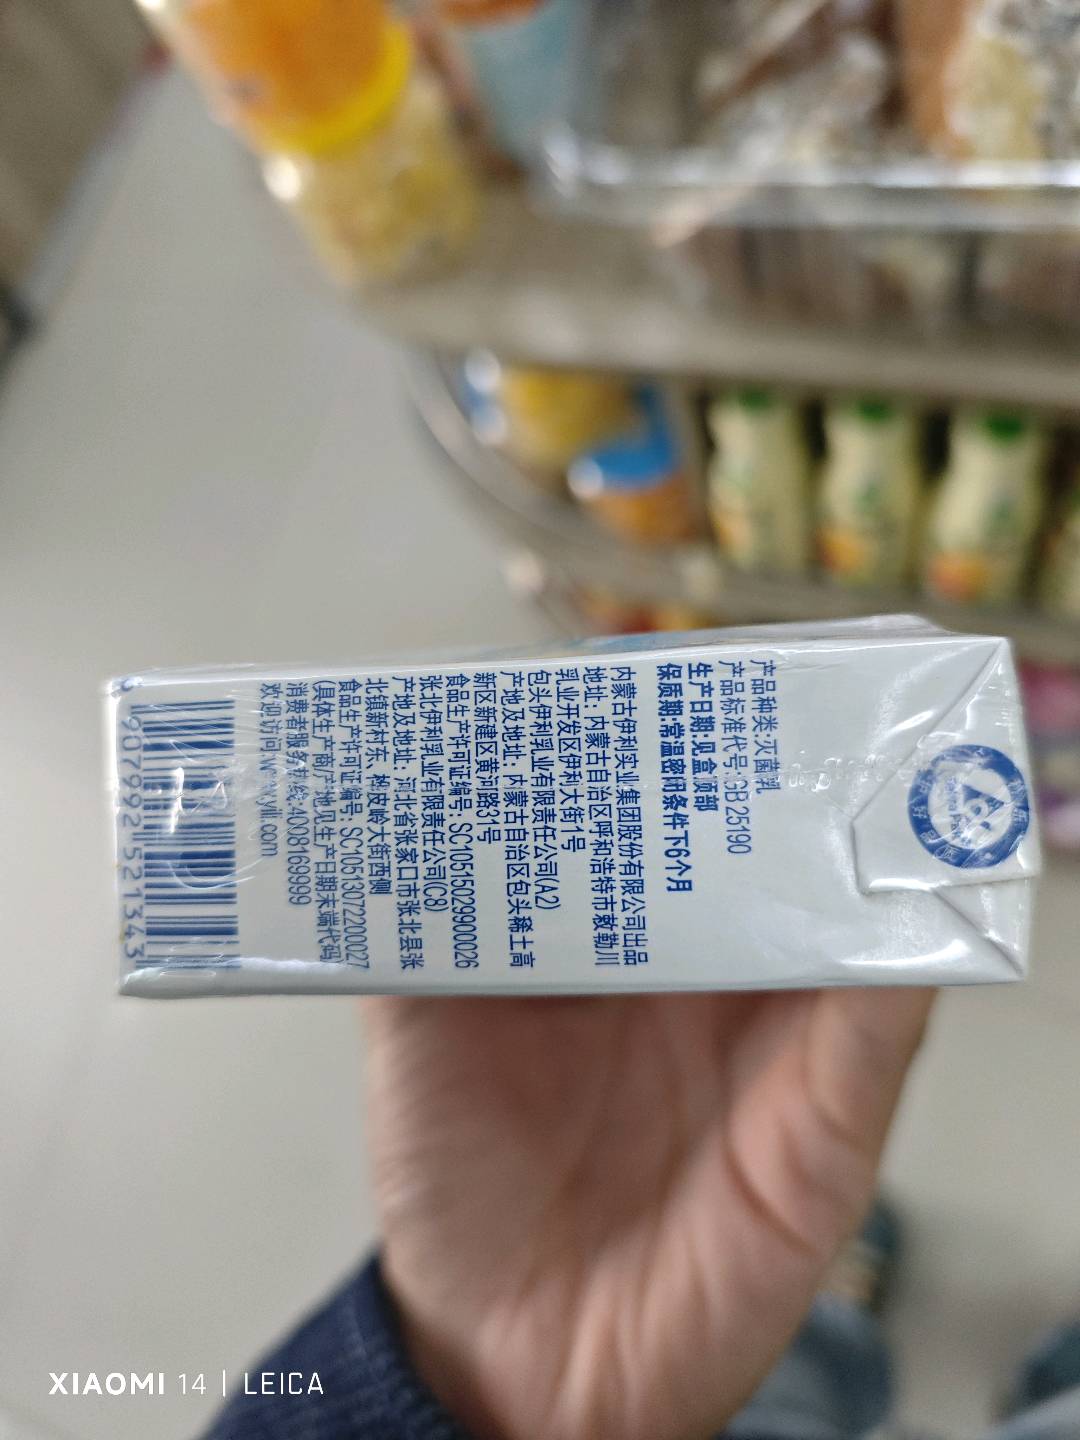 产品种类:灭菌乳
产品标准代号:GB 25190
生产日期:见盒顶部
保质期:常温密闭条件下6个月
内蒙古伊利实业集团股份有限公司出品
地址：内蒙古自治区呼和浩特市敕勒川
乳业开发区伊利大街1号
包头伊利乳业有限责任公司(A2)
产地及地址：内蒙古自治区包头稀土高
新区新建区黄河路31号
食品生产许可证编号: SC10515029900026
张北伊利乳业有限责任公司(C8)
产地及地址：河北省张家口市张北县张
北镇新村东、桦皮岭大街西侧
食品生产许可证编号: SC10513072200027
(具体生产商产地见生产日期末端代码)
消费者服务热线:4008169999
欢迎访问:www.yili.com
6 907992 521343
Tetra Pak
XIAOMI 14 | LEICA